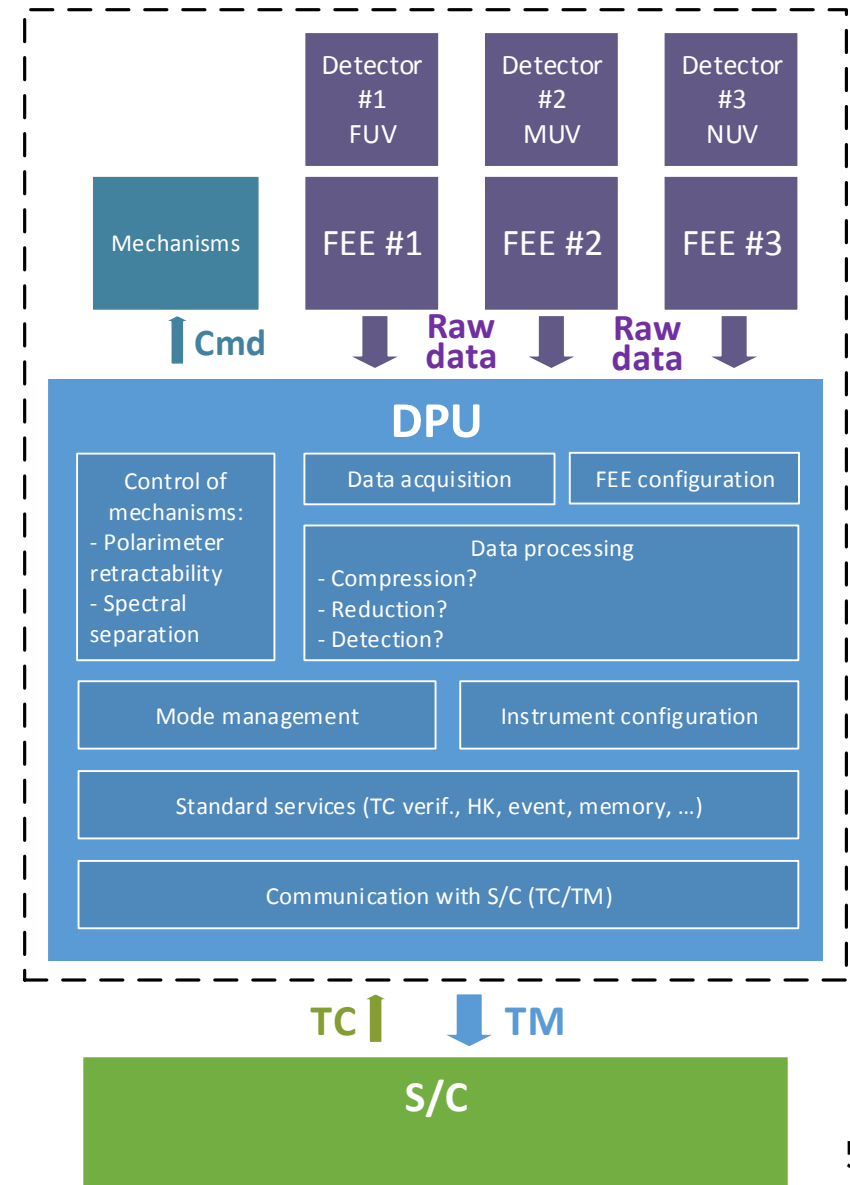 Detector
#1
FUV
Detector
#2
MUV
Detector
#3
NUV
Mechanisms
FEE #1
FEE #2
FEE #3
Cmd
Raw
data
Raw
data
DPU
Control of
mechanisms:
- Polarimeter
retractability
- Spectral
separation
Data acquisition
FEE configuration
Data processing
- Compression?
- Reduction?
- Detection?
Mode management
Instrument configuration
Standard services (TC verif., HK, event, memory, …)
Communication with S/C (TC/TM)
TC
TM
S/C